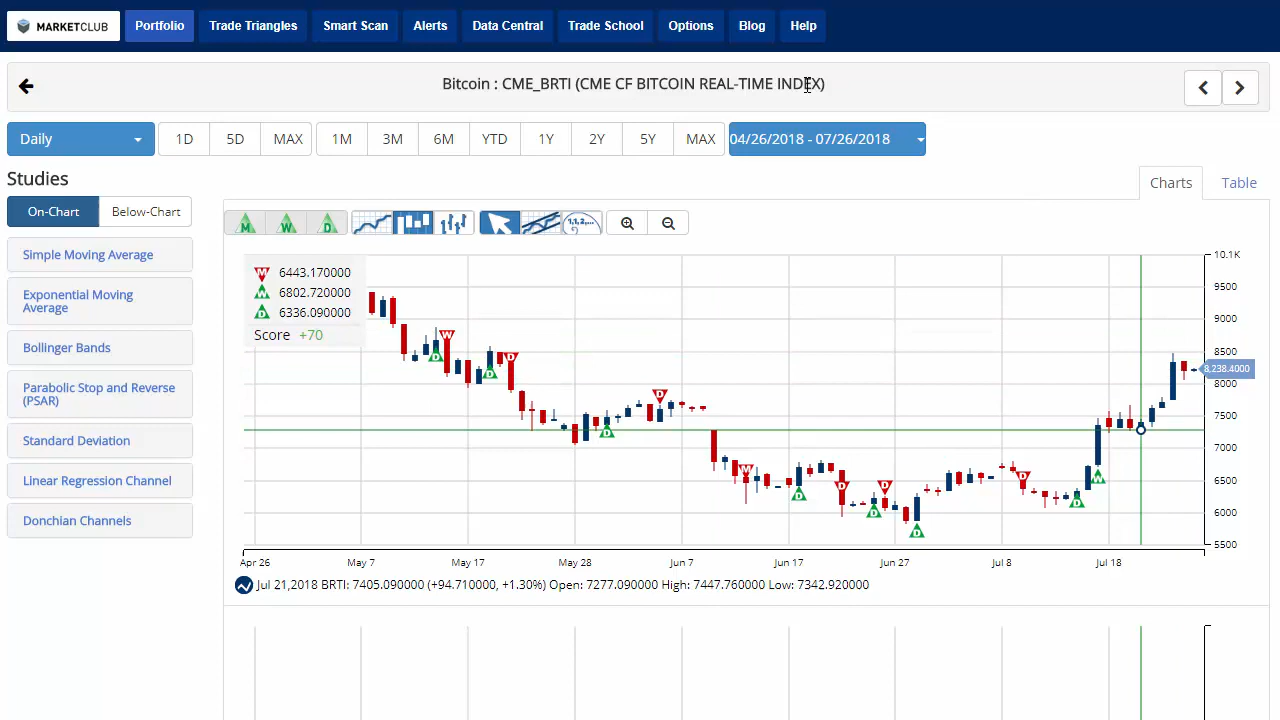 MARKETCLUB Portfolio Trade Triangles Smart Scan Alerts Data Central Trade School Options Blog Help
Bitcoin : CME_BRTI (CME CF BITCOIN REAL-TIME INDEX)
Daily 1D 5D MAX 1M 3M 6M YTD 1Y 2Y 5Y MAX 04/26/2018 - 07/26/2018
Studies
Charts Table
On-Chart Below-Chart
M W D
Simple Moving Average
Exponential Moving
Average
Bollinger Bands
Parabolic Stop and Reverse
(PSAR)
Standard Deviation
Linear Regression Channel
Donchian Channels
M 6443.170000
W 6802.720000
D 6336.090000
Score +70
W
D
D
D
D
D
M
D
D
D
D
D
D
D
W
10.1K
9500
9000
8500
8,238.4000
8000
7500
7000
6500
6000
5500
Apr 26 May 7 May 17 May 28 Jun 7 Jun 17 Jun 27 Jul 8 Jul 18
Jul 21,2018 BRTI: 7405.090000 (+94.710000, +1.30%) Open: 7277.090000 High: 7447.760000 Low: 7342.920000